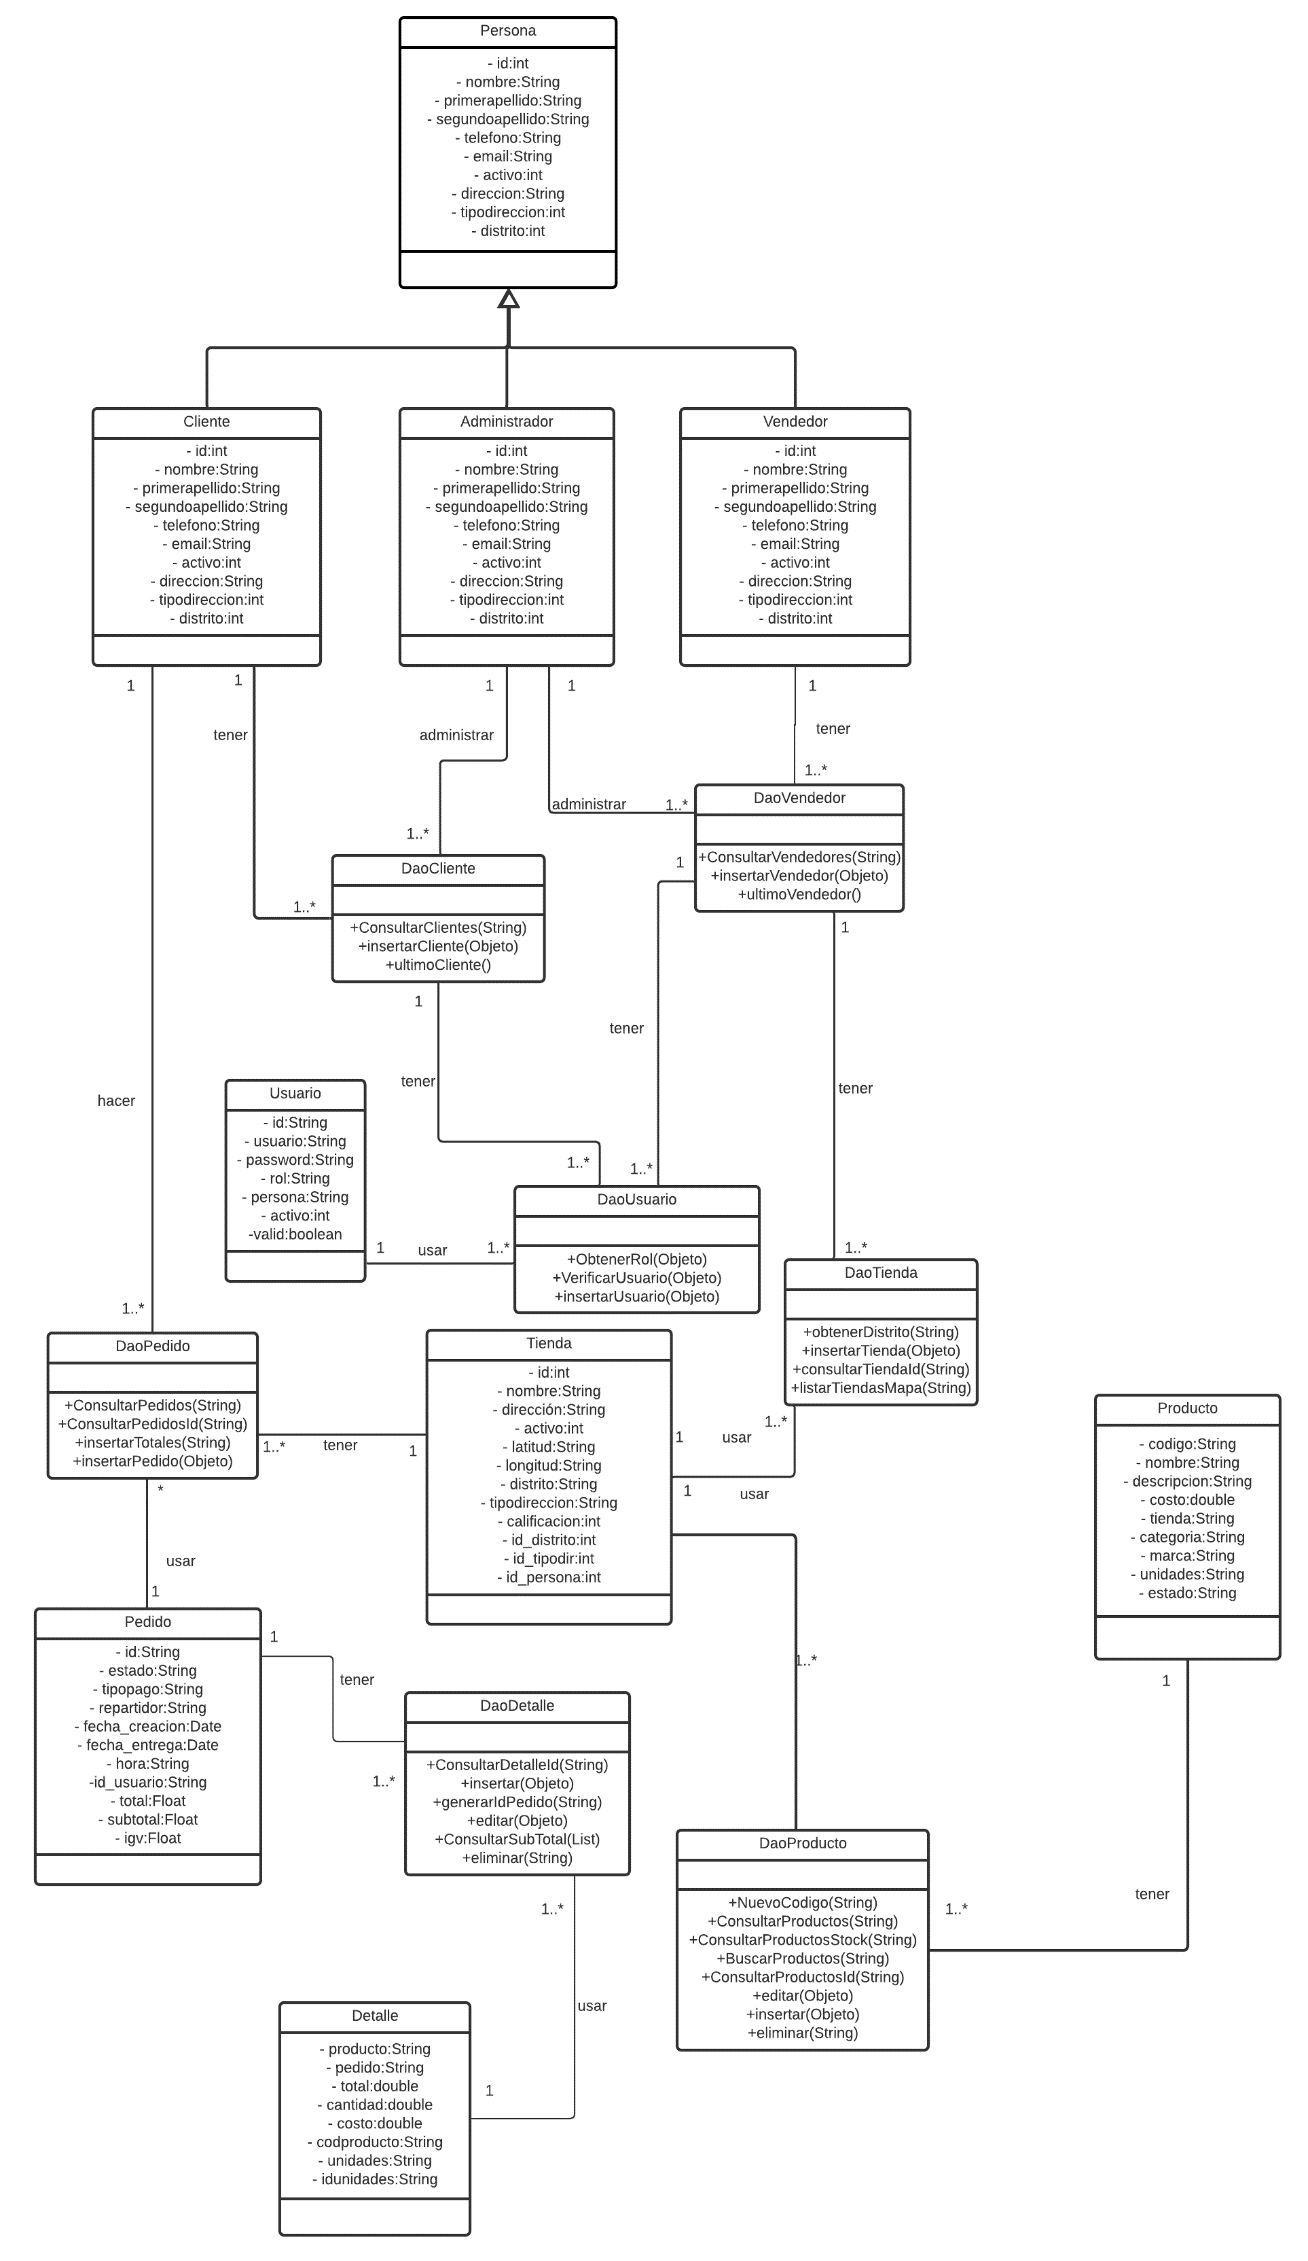 Persona
- id:int
- nombre:String
- primerapellido:String
- segundoapellido:String
- telefono:String
- email:String
- activo:int
- direccion:String
- tipodireccion:int
- distrito:int
Cliente
- id:int
- nombre:String
- primerapellido:String
- segundoapellido:String
- telefono:String
- email:String
- activo:int
- direccion:String
- tipodireccion:int
- distrito:int
Administrador
- id:int
- nombre:String
- primerapellido:String
- segundoapellido:String
- telefono:String
- email:String
- activo:int
- direccion:String
- tipodireccion:int
- distrito:int
Vendedor
- id:int
- nombre:String
- primerapellido:String
- segundoapellido:String
- telefono:String
- email:String
- activo:int
- direccion:String
- tipodireccion:int
- distrito:int
1
1
1
1
1
tener
administrar
tener
1..*
administrar
1..*
1..*
1..*
DaoVendedor
+ConsultarVendedores(String)
+insertarVendedor(Objeto)
+ultimoVendedor()
DaoCliente
+ConsultarClientes(String)
+insertarCliente(Objeto)
+ultimoCliente()
1
1
1
tener
tener
tener
hacer
1..*
1..*
1..*
1..*
Usuario
- id:String
- usuario:String
- password:String
- rol:String
- persona:String
- activo:int
-valid:boolean
1
usar
1..*
DaoUsuario
+ObtenerRol(Objeto)
+VerificarUsuario(Objeto)
+insertarUsuario(Objeto)
DaoTienda
+obtenerDistrito(String)
+insertarTienda(Objeto)
+consultarTiendaId(String)
+listarTiendasMapa(String)
DaoPedido
+ConsultarPedidos(String)
+ConsultarPedidosId(String)
+insertarTotales(String)
+insertarPedido(Objeto)
1..*
tener
1
Tienda
- id:int
- nombre:String
- dirección:String
- activo:int
- latitud:String
- longitud:String
- distrito:String
- tipodireccion:String
- calificacion:int
- id_distrito:int
- id_tipodir:int
- id_persona:int
1
usar
1..*
1
usar
1..*
Producto
- codigo:String
- nombre:String
- descripcion:String
- costo:double
- tienda:String
- categoria:String
- marca:String
- unidades:String
- estado:String
*
usar
1
Pedido
- id:String
- estado:String
- tipopago:String
- repartidor:String
- fecha_creacion:Date
- fecha_entrega:Date
- hora:String
-id_usuario:String
- total:Float
- subtotal:Float
- igv:Float
1
tener
1..*
DaoDetalle
+ConsultarDetalleId(String)
+insertar(Objeto)
+generarIdPedido(String)
+editar(Objeto)
+ConsultarSubTotal(List)
+eliminar(String)
1
tener
1..*
DaoProducto
+NuevoCodigo(String)
+ConsultarProductos(String)
+ConsultarProductosStock(String)
+BuscarProductos(String)
+ConsultarProductosId(String)
+editar(Objeto)
+insertar(Objeto)
+eliminar(String)
1..*
usar
1
Detalle
- producto:String
- pedido:String
- total:double
- cantidad:double
- costo:double
- codproducto:String
- unidades:String
- idunidades:String